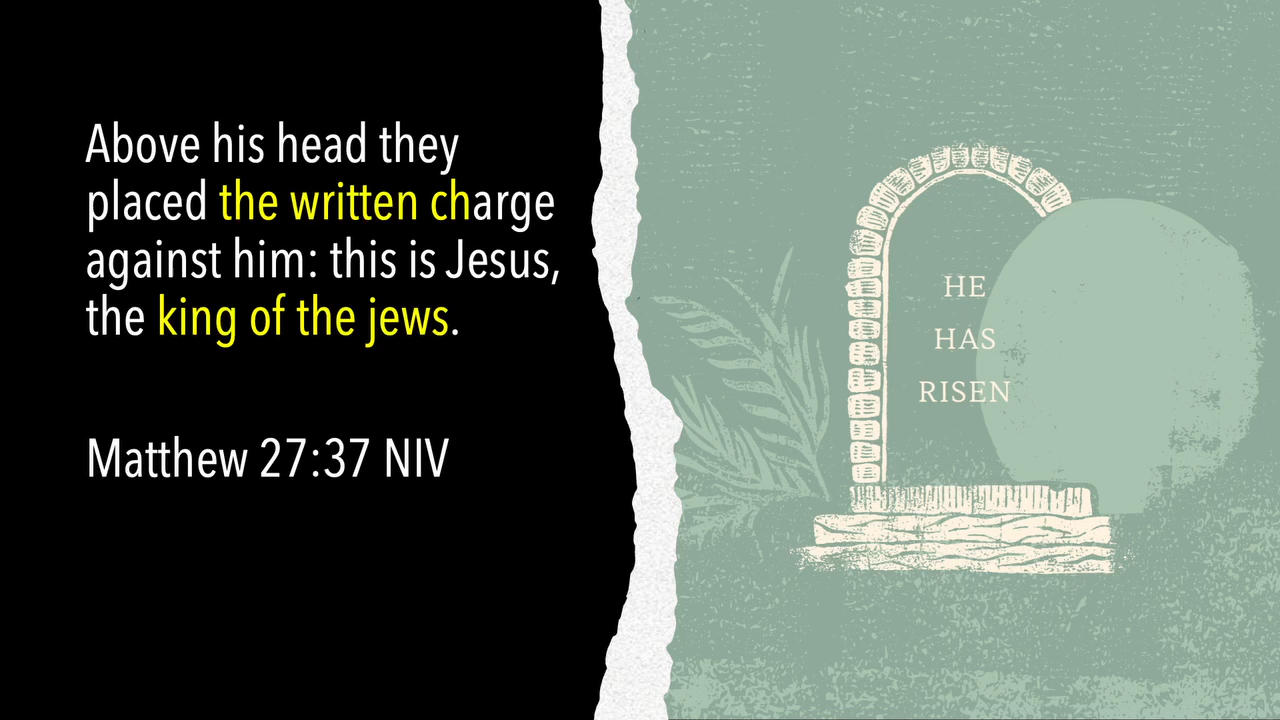 Above his head they
placed the written charge
against him: this is Jesus,
the king of the jews.
Matthew 27:37 NIV
HE
HAS
RISEN